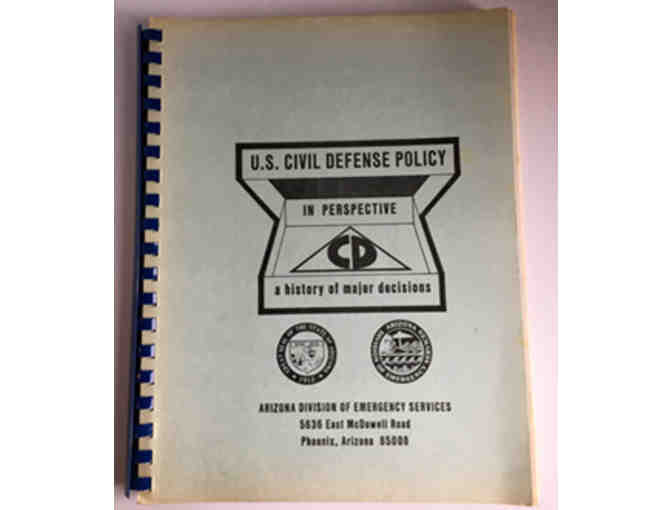 U.S. CIVIL DEFENSE POLICY
IN PERSPECTIVE
CD
a history of major decisions
ARIZONA DIVISION OF EMERGENCY SERVICES
5636 East McDowell Road
Phoenix, Arizona 85008